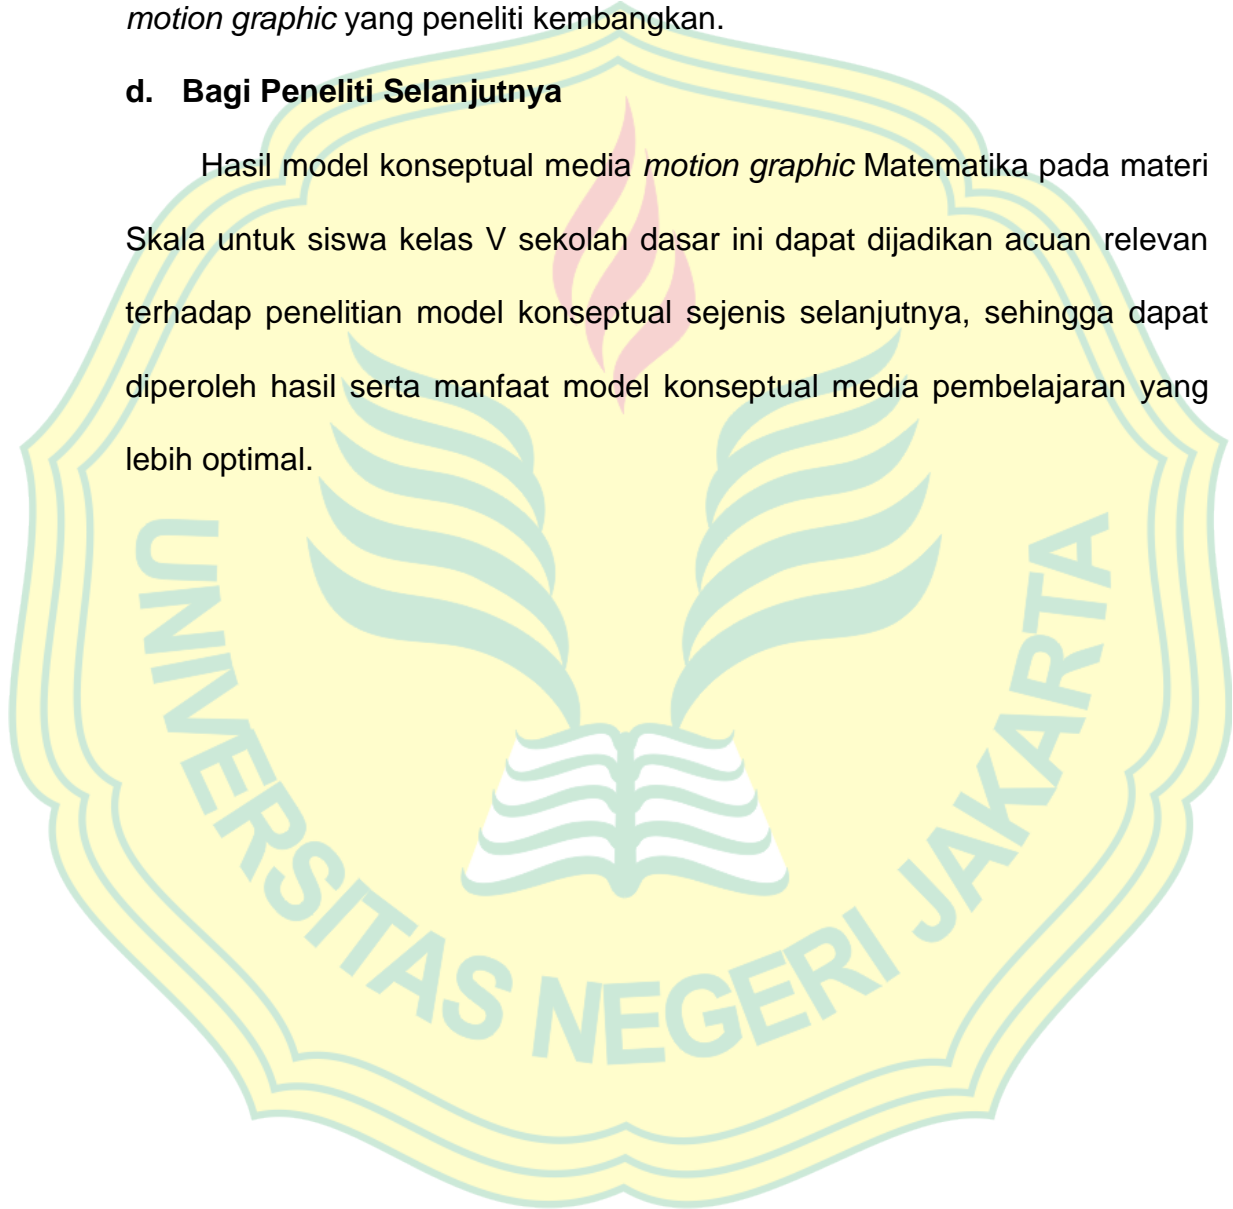 motion graphic yang peneliti kembangkan.
d. Bagi Peneliti Selanjutnya
Hasil model konseptual media motion graphic Matematika pada materi
Skala untuk siswa kelas V sekolah dasar ini dapat dijadikan acuan relevan
terhadap penelitian model konseptual sejenis selanjutnya, sehingga dapat
diperoleh hasil serta manfaat model konseptual media pembelajaran yang
lebih optimal.
UNIVERSITAS NEGERI JAKARTA